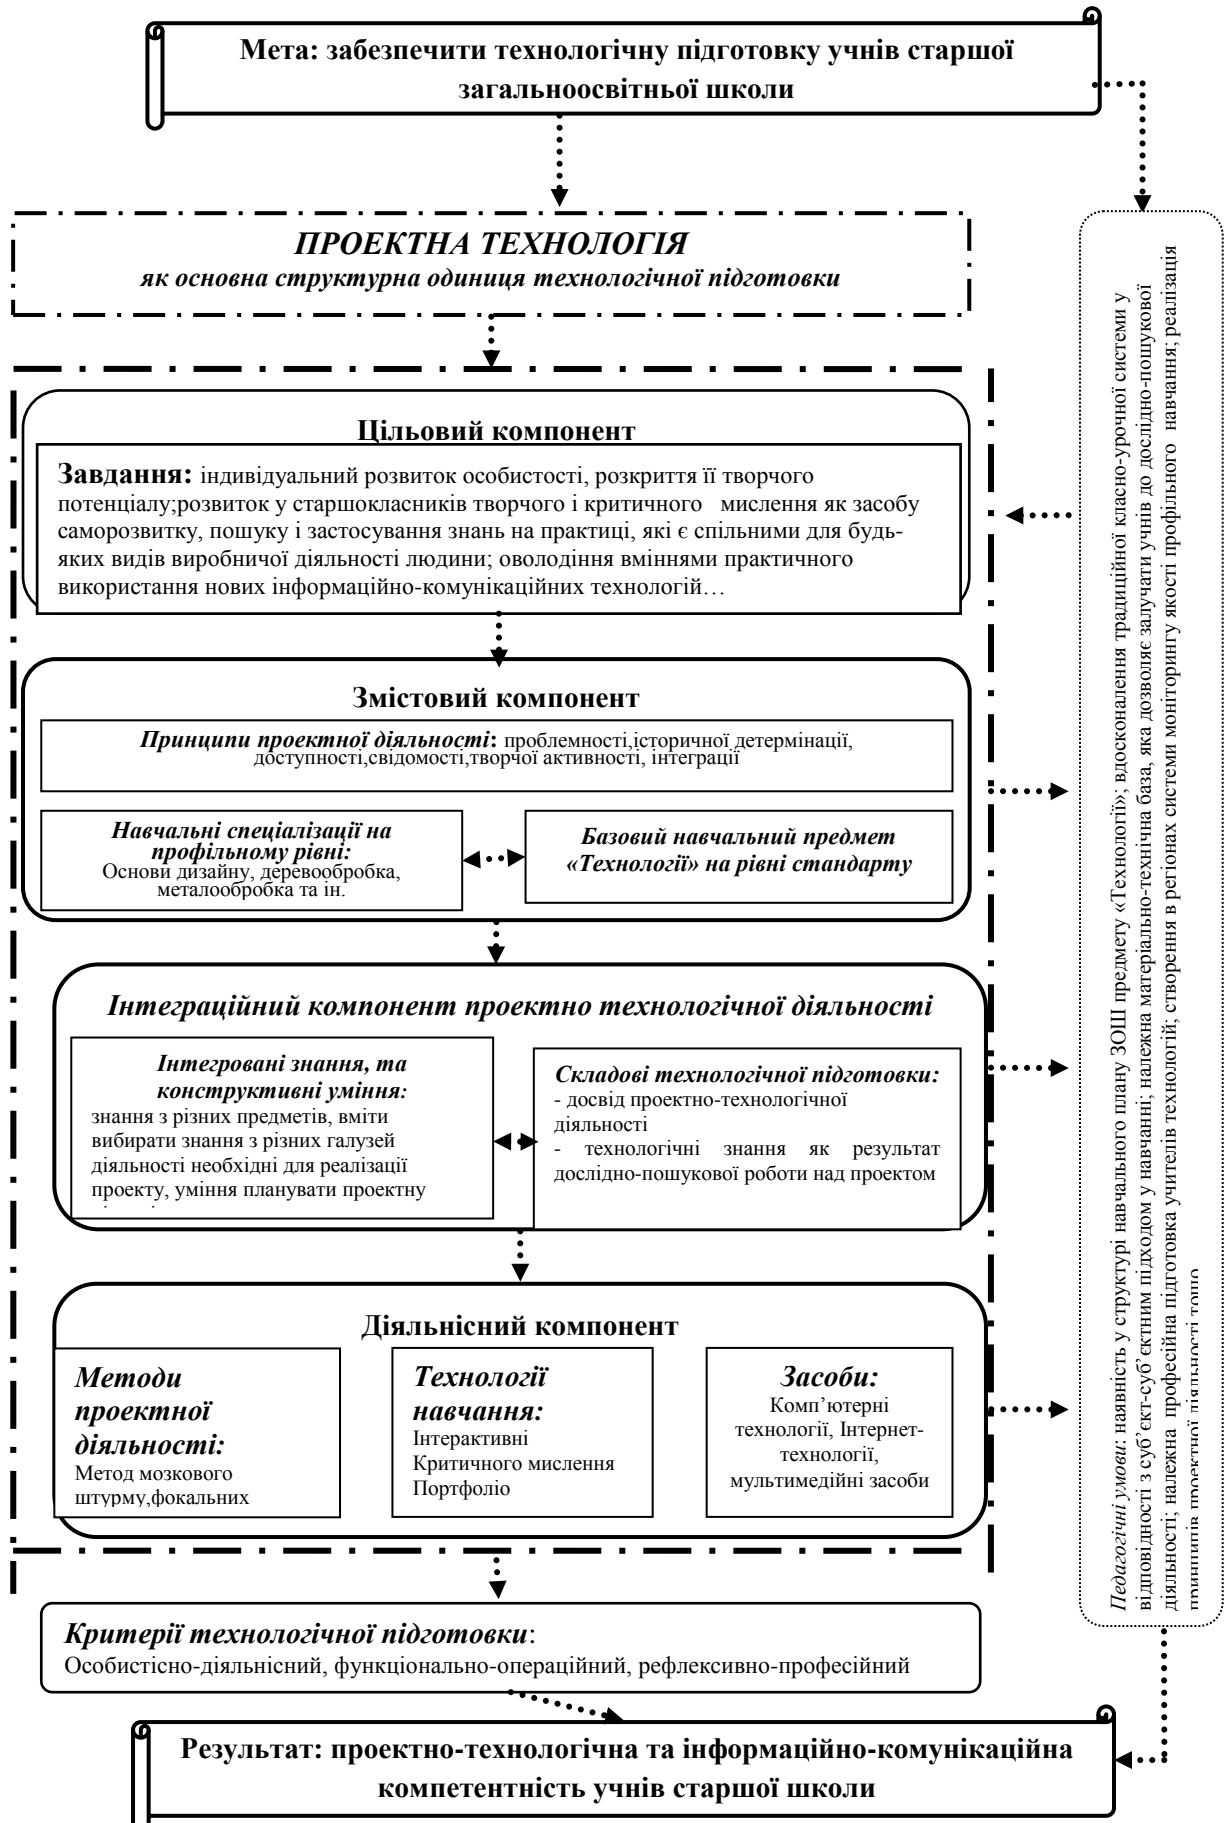 Мета: забезпечити технологічну підготовку учнів старшої
загальноосвітньої школи
ПРОЕКТНА ТЕХНОЛОГІЯ
як основна структурна одиниця технологічної підготовки
Цільовий компонент
Завдання: індивідуальний розвиток особистості, розкриття її творчого
потенціалу;розвиток у старшокласників творчого і критичного мислення як засобу
саморозвитку, пошуку і застосування знань на практиці, які є спільними для будь-
яких видів виробничої діяльності людини; оволодіння вміннями практичного
використання нових інформаційно-комунікаційних технологій…
Змістовий компонент
Принципи проектної діяльності: проблемності,історичної детермінації,
доступності,свідомості,творчої активності, інтеграції
Навчальні спеціалізації на
профільному рівні:
Основи дизайну, деревообробка,
металообробка та ін.
Базовий навчальний предмет
«Технології» на рівні стандарту
Інтеграційний компонент проектно технологічної діяльності
Інтегровані знання, та
конструктивні уміння:
знання з різних предметів, вміти
вибирати знання з різних галузей
діяльності необхідні для реалізації
проекту, уміння планувати проектну
Складові технологічної підготовки:
- досвід проектно-технологічної
діяльності
- технологічні знання як результат
дослідно-пошукової роботи над проектом
Діяльнісний компонент
Методи
проектної
діяльності:
Метод мозкового
штурму,фокальних
Технології
навчання:
Інтерактивні
Критичного мислення
Портфоліо
Засоби:
Комп’ютерні
технології, Інтернет-
технології,
мультимедійні засоби
Педагогічні умови: наявність у структурі навчального плану ЗОШ предмету «Технології»; вдосконалення традиційної класно-урочної системи у
відповідності з суб’єкт-суб’єктним підходом у навчанні; належна матеріально-технічна база, яка дозволяє залучати учнів до дослідно-пошукової
діяльності; належна професійна підготовка учителів технологій; створення в регіонах системи моніторингу якості профільного навчання; реалізація
принципів проектної діяльності тощо
Критерії технологічної підготовки:
Особистісно-діяльнісний, функціонально-операційний, рефлексивно-професійний
Результат: проектно-технологічна та інформаційно-комунікаційна
компетентність учнів старшої школи